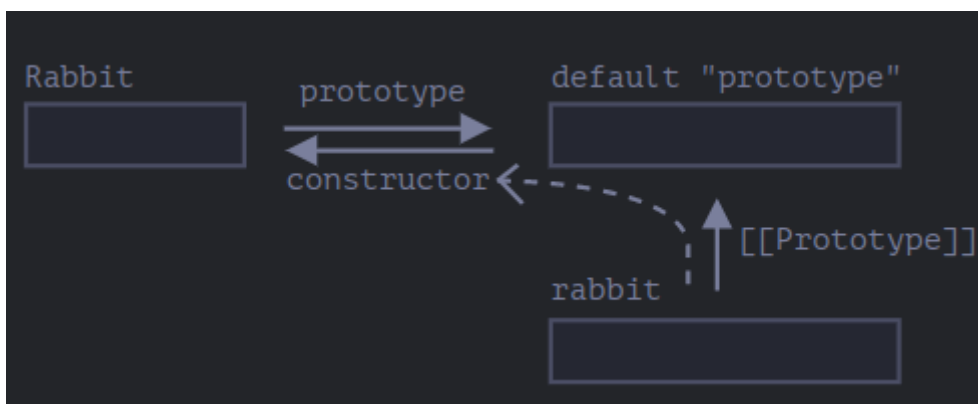 Rabbit
prototype
default "prototype"
constructor
[[Prototype]]
rabbit